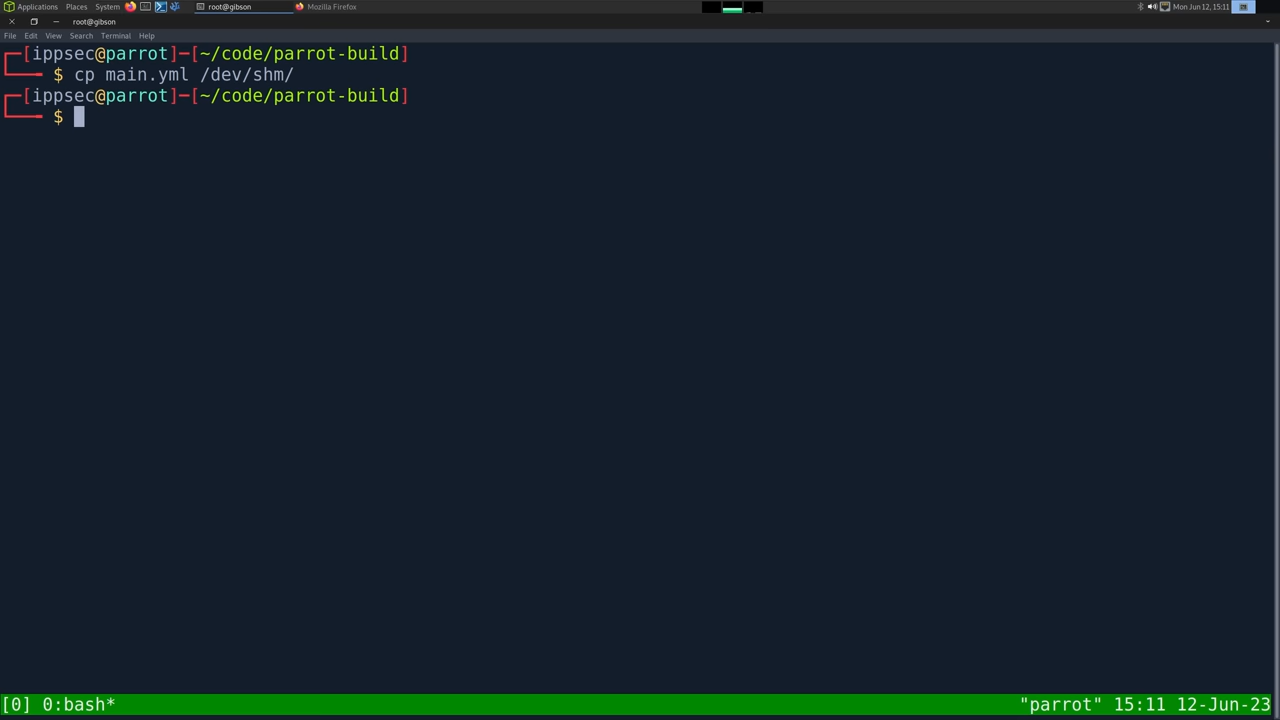 Applications Places System root@gibson Mozilla Firefox Mon Jun 12, 15:11
root@gibson
File Edit View Search Terminal Help
┌─[ippsec@parrot]─[~/code/parrot-build]
└──╼ $ cp main.yml /dev/shm/
┌─[ippsec@parrot]─[~/code/parrot-build]
└──╼ $
[0] 0:bash* "parrot" 15:11 12-Jun-23